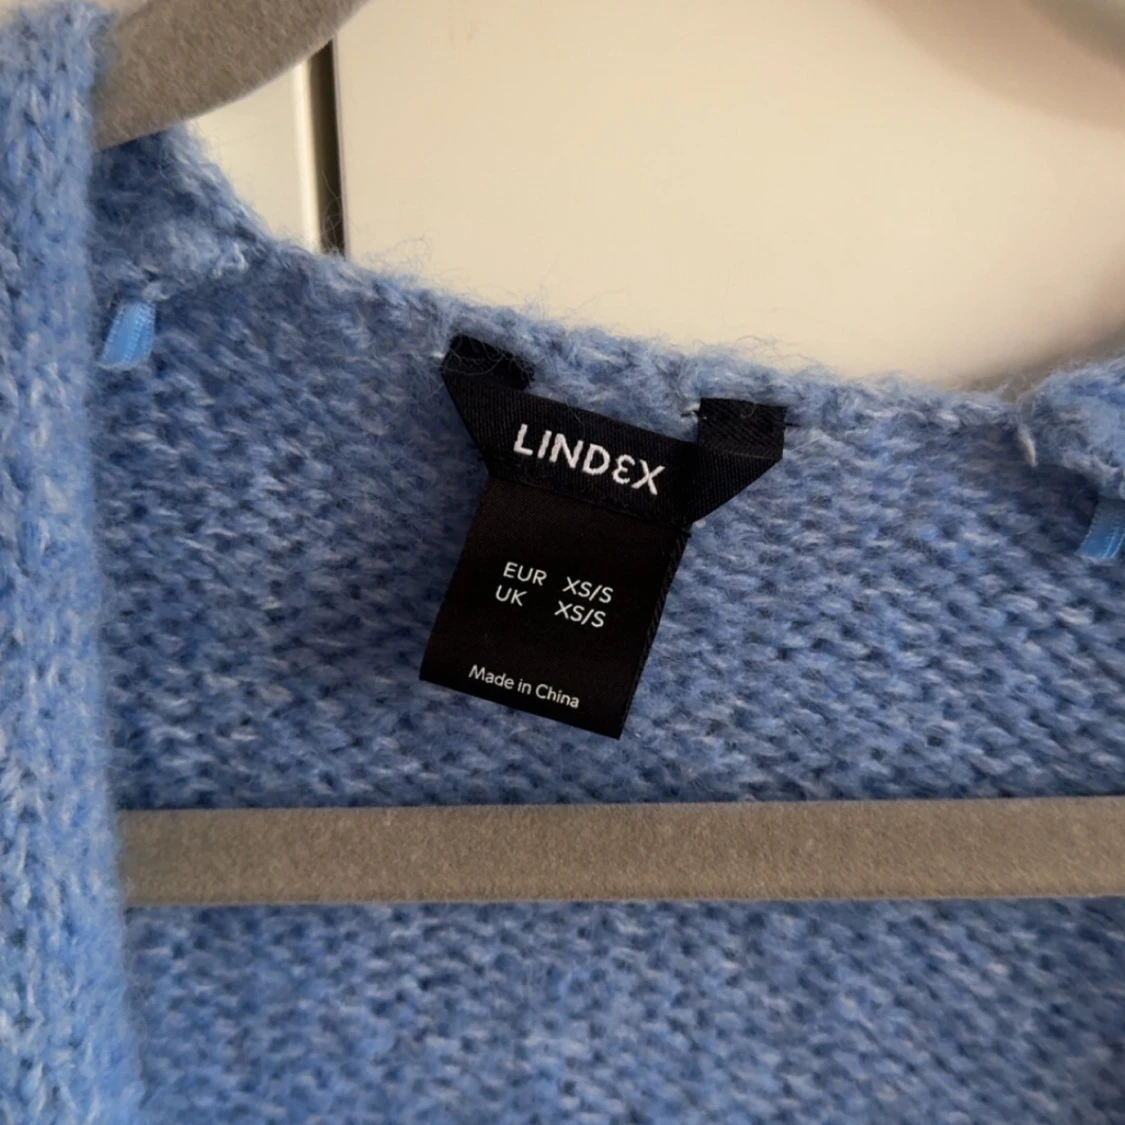 LINDEX
EUR XS/S
UK XS/S
Made in China